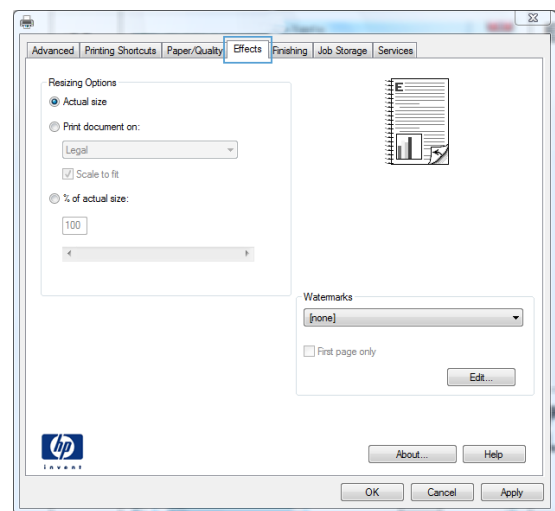 Advanced Printing Shortcuts Paper/Quality Effects Finishing Job Storage Services
Resizing Options
Actual size
Print document on:
Legal
Scale to fit
% of actual size:
100
E
Watermarks
[none]
First page only
Edit...
hp
invent
About... Help
OK Cancel Apply